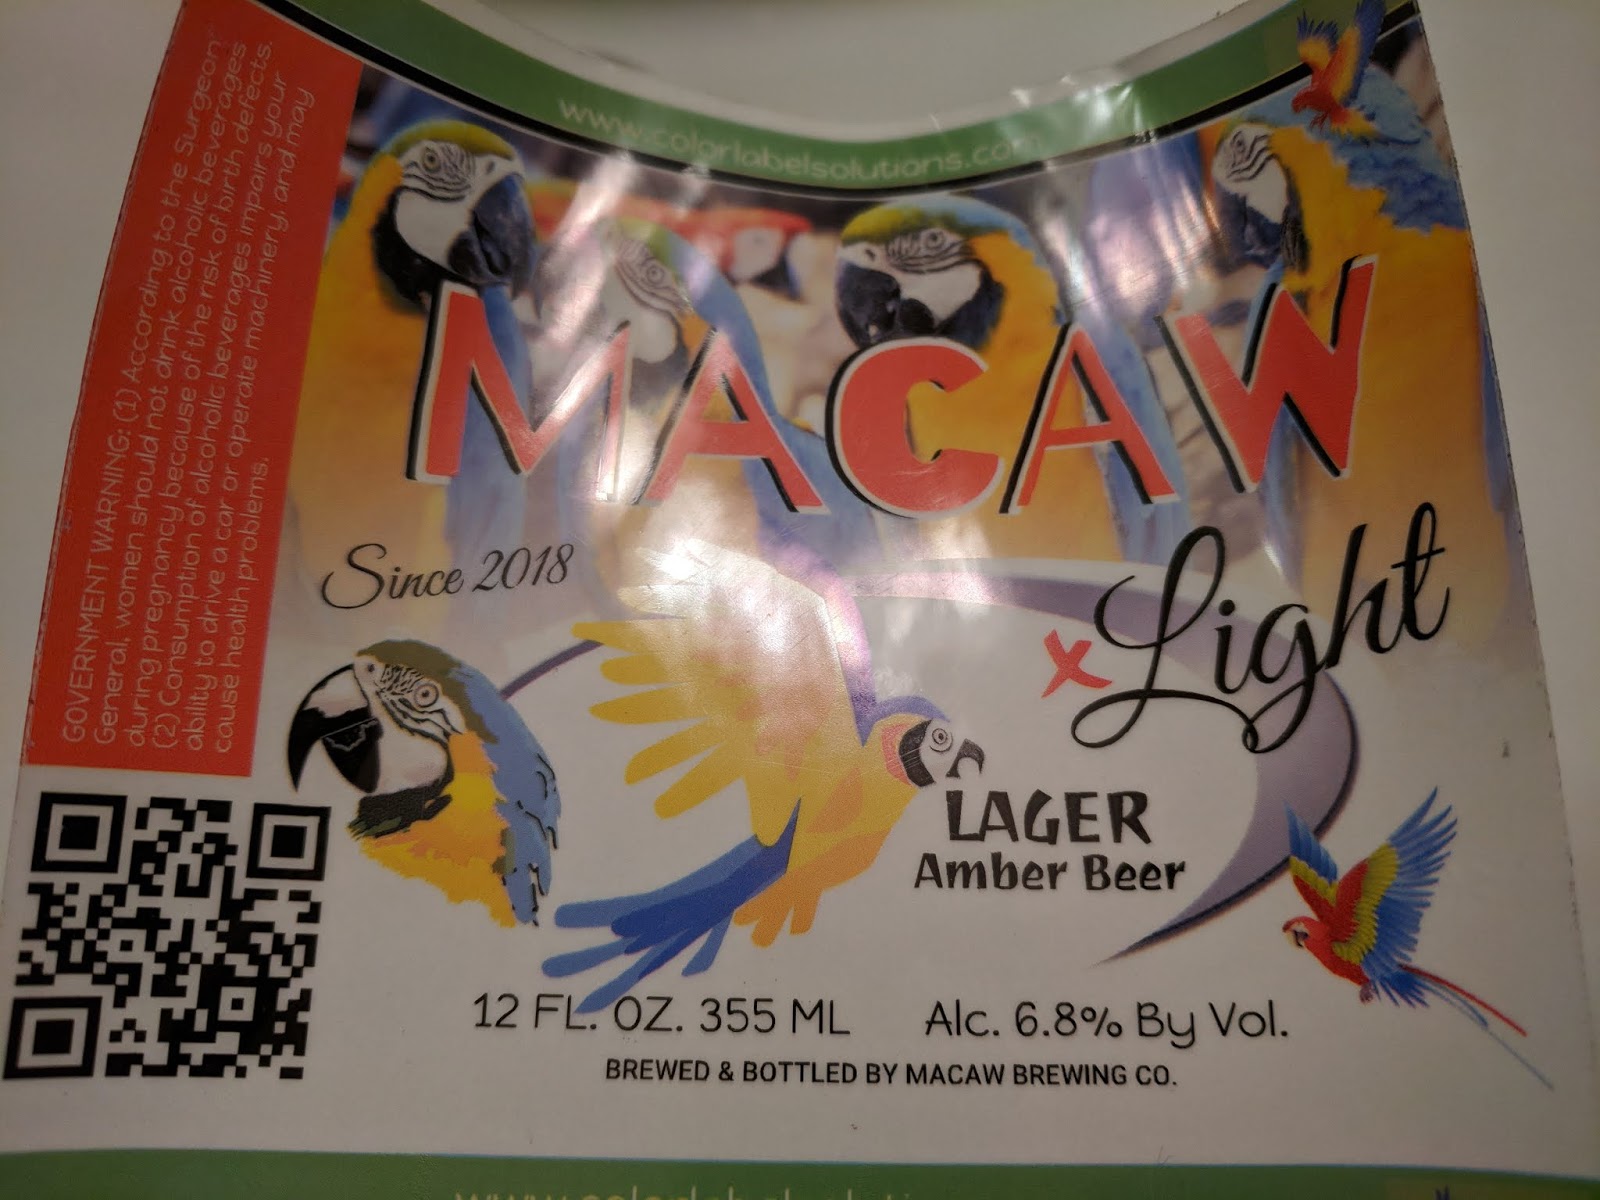 www.colorlabelsolutions.com
GOVERNMENT WARNING: (1) According to the Surgeon
General, women should not drink alcoholic beverages
during pregnancy because of the risk of birth defects.
(2) Consumption of alcoholic beverages impairs your
ability to drive a car or operate machinery, and may
cause health problems.
MACAW
Since 2018
x Light
LAGER
Amber Beer
12 FL. OZ. 355 ML Alc. 6.8% By Vol.
BREWED & BOTTLED BY MACAW BREWING CO.